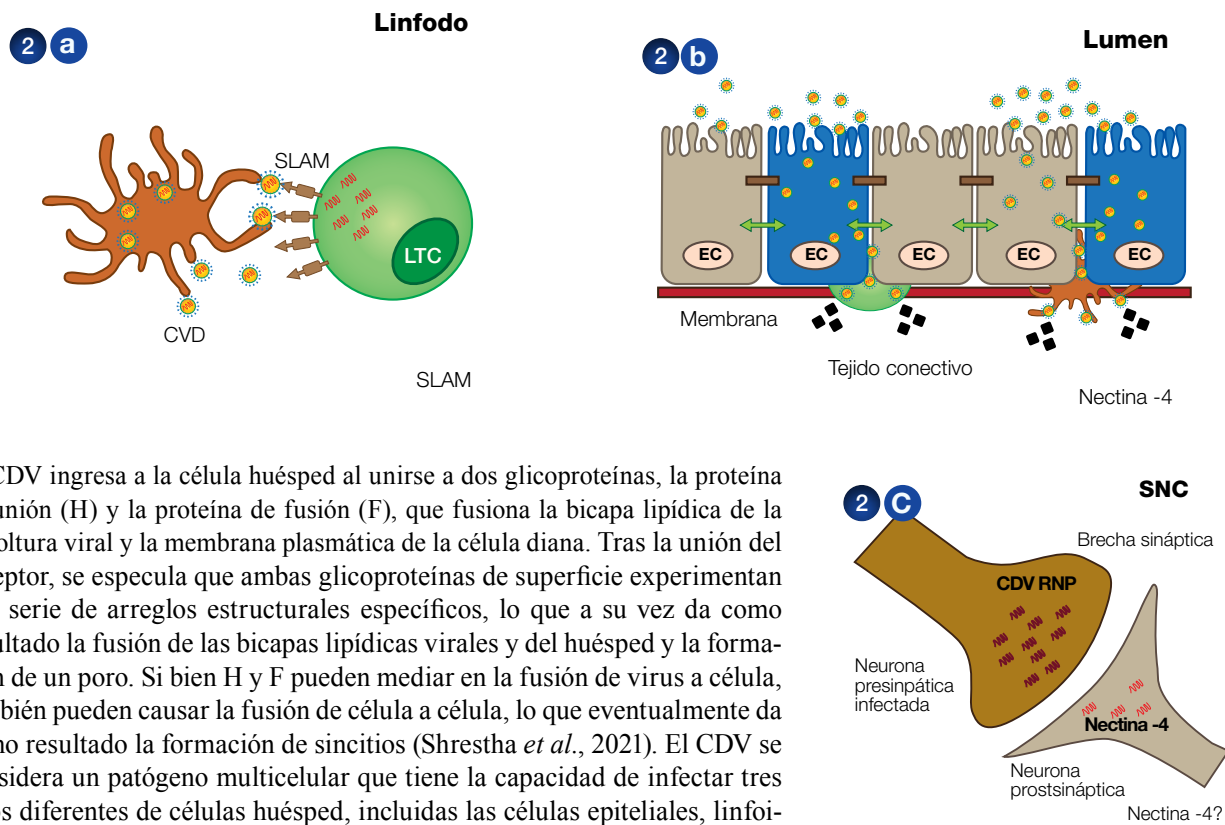 2 a
Linfodo
SLAM
LTC
CVD
SLAM
2 b
Lumen
EC
EC
EC
EC
EC
Membrana
Tejido conectivo
Nectina -4
CDV ingresa a la célula huésped al unirse a dos glicoproteínas, la proteína
unión (H) y la proteína de fusión (F), que fusiona la bicapa lipídica de la
oltura viral y la membrana plasmática de la célula diana. Tras la unión del
eptor, se especula que ambas glicoproteínas de superficie experimentan
serie de arreglos estructurales específicos, lo que a su vez da como
ultado la fusión de las bicapas lipídicas virales y del huésped y la forma-
n de un poro. Si bien H y F pueden mediar en la fusión de virus a célula,
bién pueden causar la fusión de célula a célula, lo que eventualmente da
no resultado la formación de sincitios (Shrestha et al., 2021). El CDV se
sidera un patógeno multicelular que tiene la capacidad de infectar tres
os diferentes de células huésped, incluidas las células epiteliales, linfoi-
2 C
SNC
Brecha sináptica
CDV RNP
Neurona
presinpática
infectada
Nectina -4
Neurona
prostsináptica
Nectina -4?